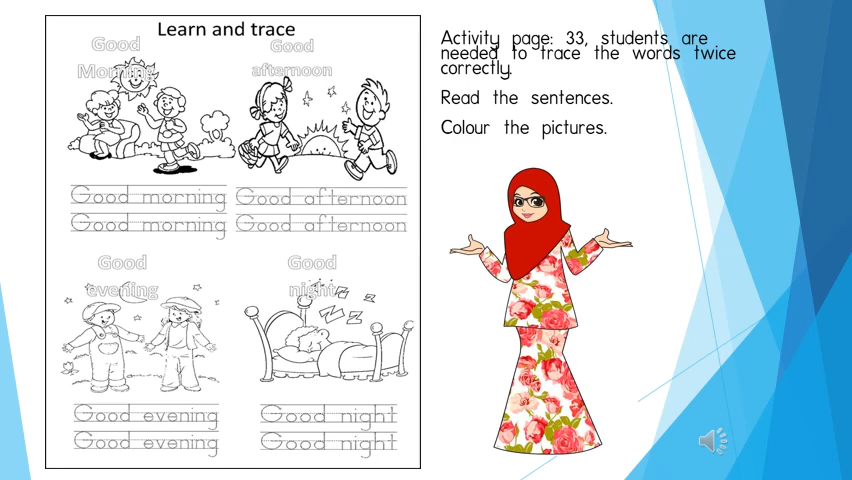 Learn and trace
Good
Morning
Good
afternoon
Good morning
Good morning
Good afternoon
Good afternoon
Good
evening
Good
night
Good evening
Good evening
Good night
Good night
Activity page: 33, students are
needed to trace the words twice
correctly.
Read the sentences.
Colour the pictures.